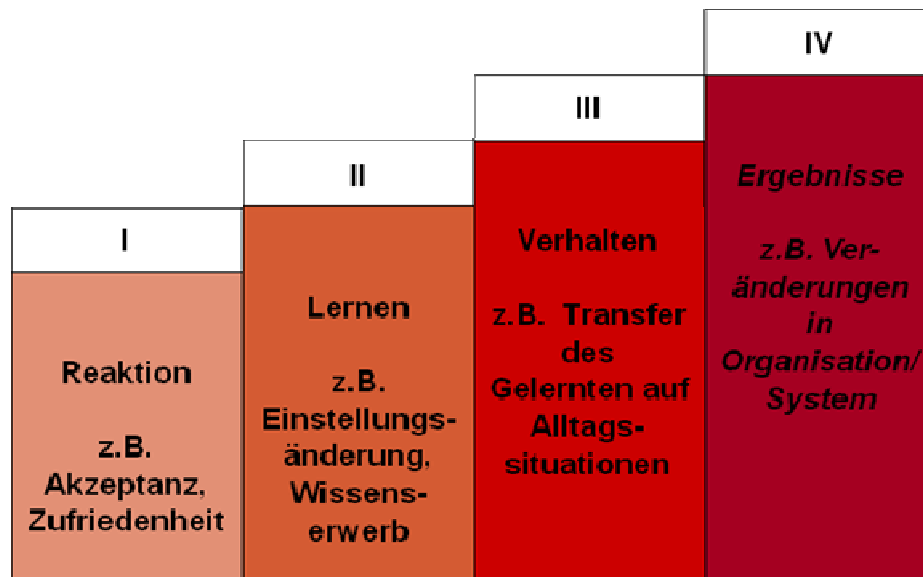 I
Reaktion
z.B.
Akzeptanz,
Zufriedenheit
II
Lernen
z.B.
Einstellungs-
änderung,
Wissens-
erwerb
III
Verhalten
z.B. Transfer
des
Gelernten auf
Alltags-
situationen
IV
Ergebnisse
z.B. Ver-
änderungen
in
Organisation/
System